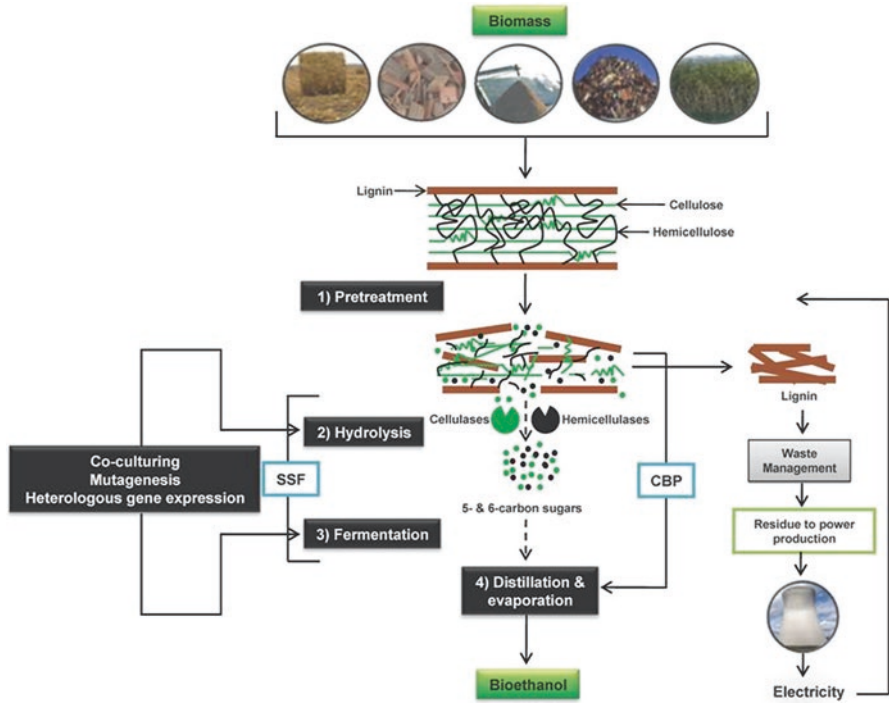 Biomass
Lignin
Cellulose
Hemicellulose
1) Pretreatment
Lignin
Cellulases
Hemicellulases
2) Hydrolysis
Co-culturing
Mutagenesis
Heterologous gene expression
SSF
CBP
Waste
Management
5- & 6-carbon sugars
3) Fermentation
Residue to power
production
4) Distillation &
evaporation
Bioethanol
Electricity